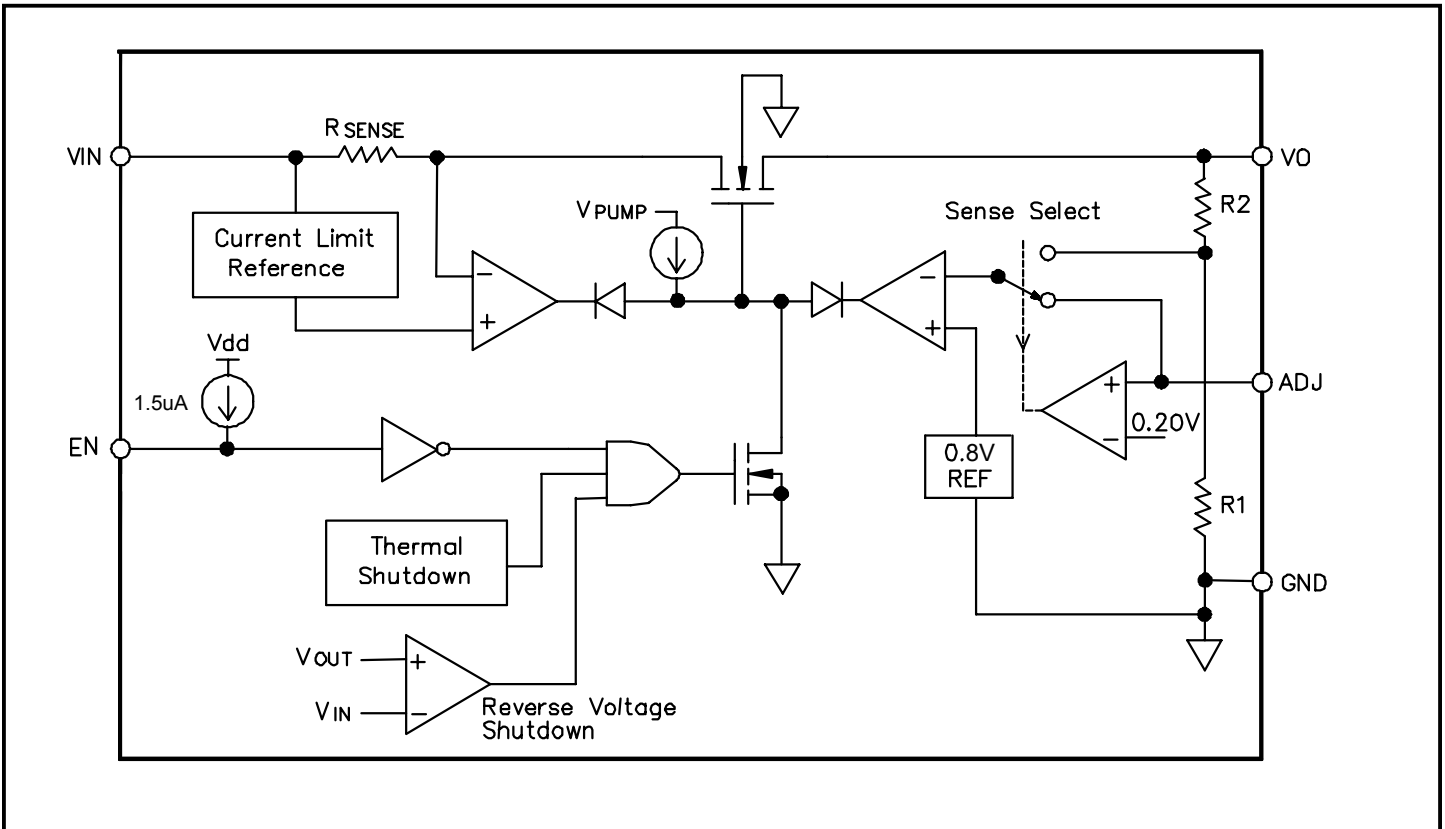 R SENSE
VIN
VO
R2
VPUMP
Sense Select
Current Limit
Reference
−
+
−
+
Vdd
1.5uA
EN
+
−
0.20V
ADJ
0.8V
REF
R1
Thermal
Shutdown
GND
VOUT
+
VIN
−
Reverse Voltage
Shutdown